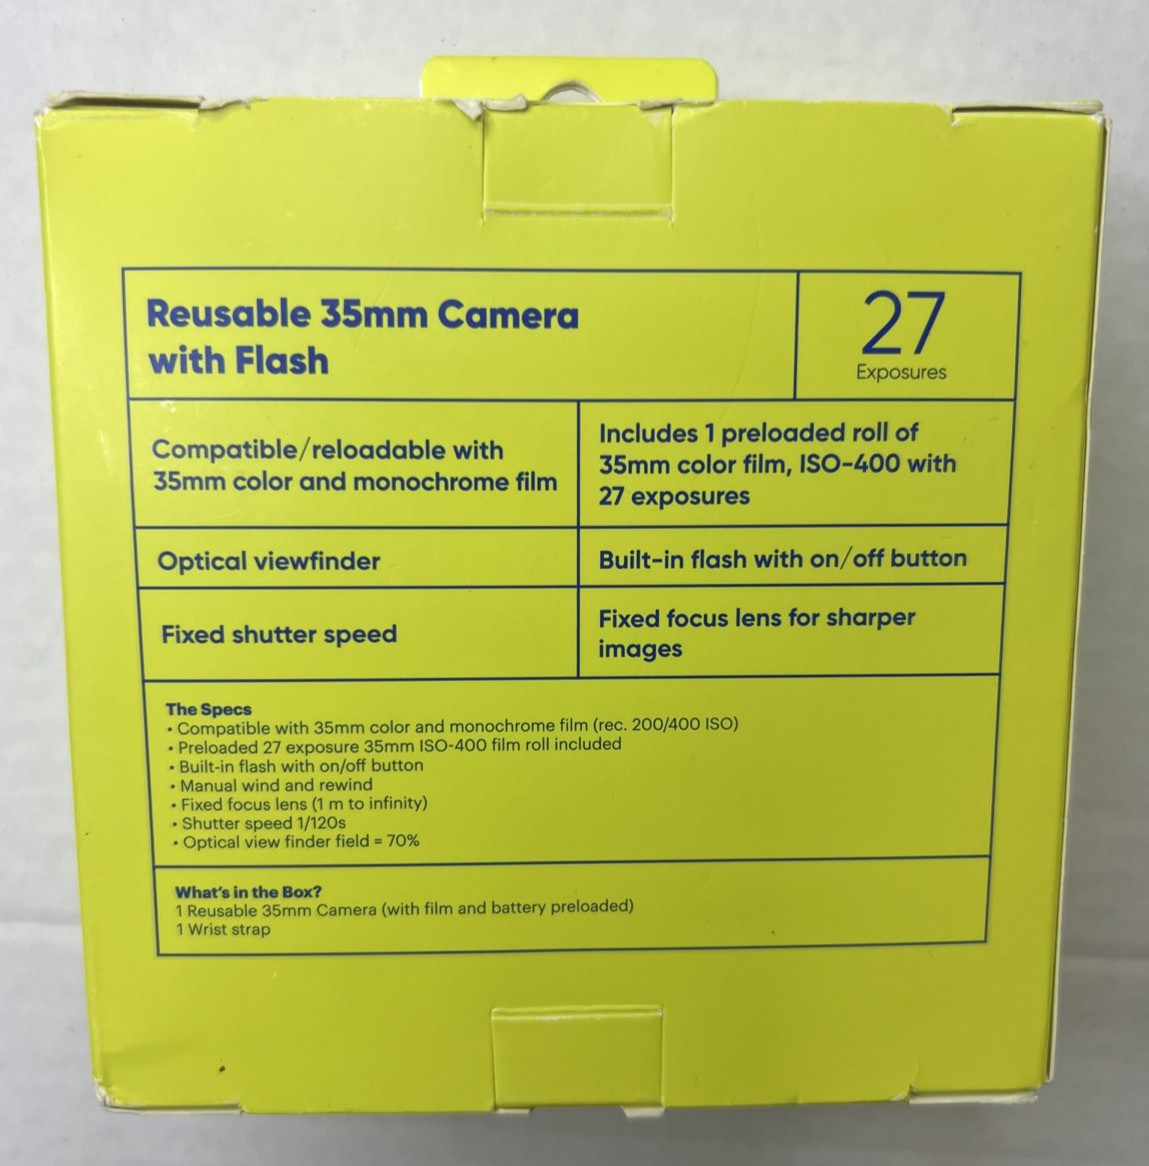 Reusable 35mm Camera
with Flash
27
Exposures
Compatible/reloadable with
35mm color and monochrome film
Includes 1 preloaded roll of
35mm color film, ISO-400 with
27 exposures
Optical viewfinder
Built-in flash with on/off button
Fixed shutter speed
Fixed focus lens for sharper
images
The Specs
• Compatible with 35mm color and monochrome film (rec. 200/400 ISO)
• Preloaded 27 exposure 35mm ISO-400 film roll included
• Built-in flash with on/off button
• Manual wind and rewind
• Fixed focus lens (1 m to infinity)
• Shutter speed 1/120s
• Optical view finder field = 70%
What's in the Box?
1 Reusable 35mm Camera (with film and battery preloaded)
1 Wrist strap